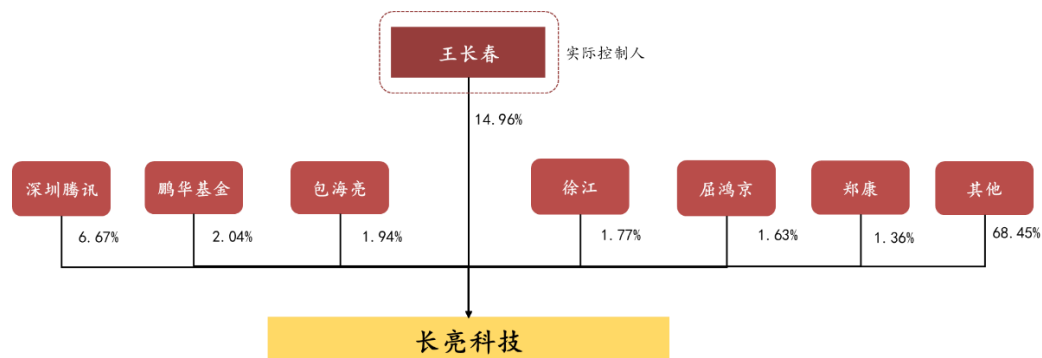 王长春
实际控制人
14.96%
深圳腾讯
鹏华基金
包海亮
徐江
屈鸿京
郑康
其他
6.67%
2.04%
1.94%
1.77%
1.63%
1.36%
68.45%
长亮科技